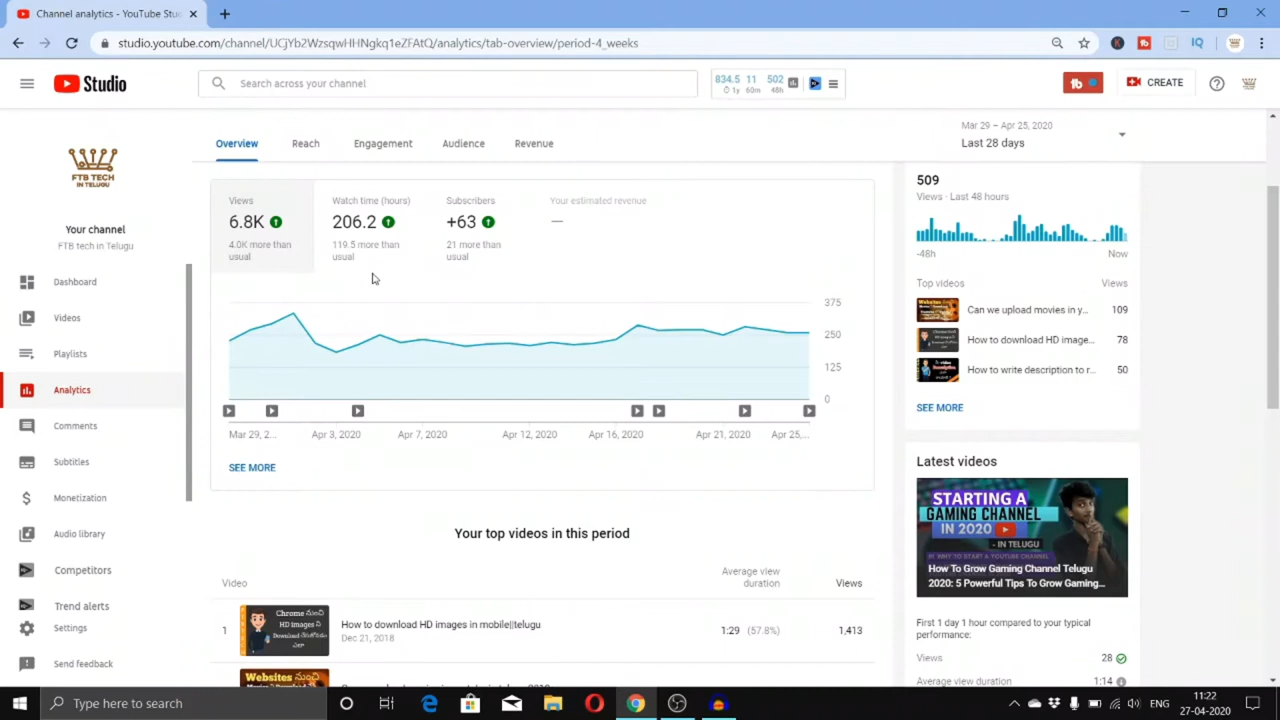 Channel analytics - YouTube Stu
studio.youtube.com/channel/UCjYb2WzsqwHHNgkq1eZFAtQ/analytics/tab-overview/period-4_weeks
Studio
Search across your channel
834.5 11 502
1y 60m 48h
CREATE
FTB TECH
IN TELUGU
Your channel
FTB tech in Telugu
Dashboard
Videos
Playlists
Analytics
Comments
Subtitles
Monetization
Audio library
Competitors
Trend alerts
Settings
Send feedback
Overview Reach Engagement Audience Revenue
Mar 29 – Apr 25, 2020
Last 28 days
Views Watch time (hours) Subscribers Your estimated revenue
6.8K 206.2 +63 —
4.0K more than usual
119.5 more than usual
21 more than usual
375
250
125
0
Mar 29, 2... Apr 3, 2020 Apr 7, 2020 Apr 12, 2020 Apr 16, 2020 Apr 21, 2020 Apr 25,...
SEE MORE
Your top videos in this period
Video Average view duration Views
1 How to download HD images in mobile||telugu 1:29 (57.8%) 1,413
Dec 21, 2018
Chrome నుంచి
HD images ని
Download
ఎలా
Websites నుంచి
509
Views · Last 48 hours
-48h Now
Top videos Views
Can we upload movies in y... 109
How to download HD image... 78
How to write description to r... 50
SEE MORE
Latest videos
STARTING A
GAMING CHANNEL
IN 2020
- IN TELUGU
How To Grow Gaming Channel Telugu
2020: 5 Powerful Tips To Grow Gaming...
First 1 day 1 hour compared to your typical
performance:
Views 28
Average view duration 1:14
Type here to search
ENG
11:22
27-04-2020